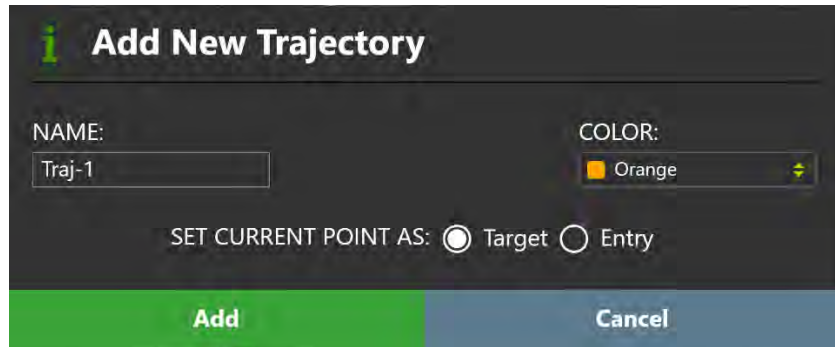 Add New Trajectory
NAME:
COLOR:
Traj-1
Orange
SET CURRENT POINT AS: Target Entry
Add
Cancel